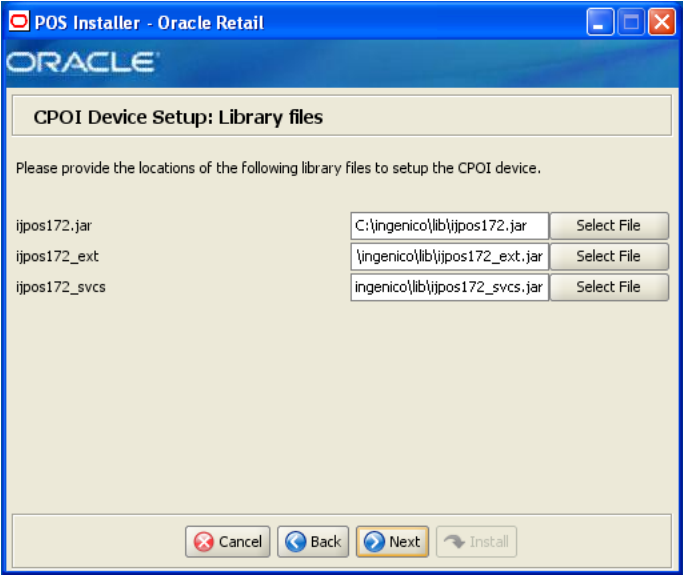 POS Installer - Oracle Retail
ORACLE
CPOI Device Setup: Library files
Please provide the locations of the following library files to setup the CPOI device.
ijpos172.jar C:\ingenico\lib\ijpos172.jar Select File
ijpos172_ext \ingenico\lib\ijpos172_ext.jar Select File
ijpos172_svcs ingenico\lib\ijpos172_svcs.jar Select File
Cancel Back Next Install